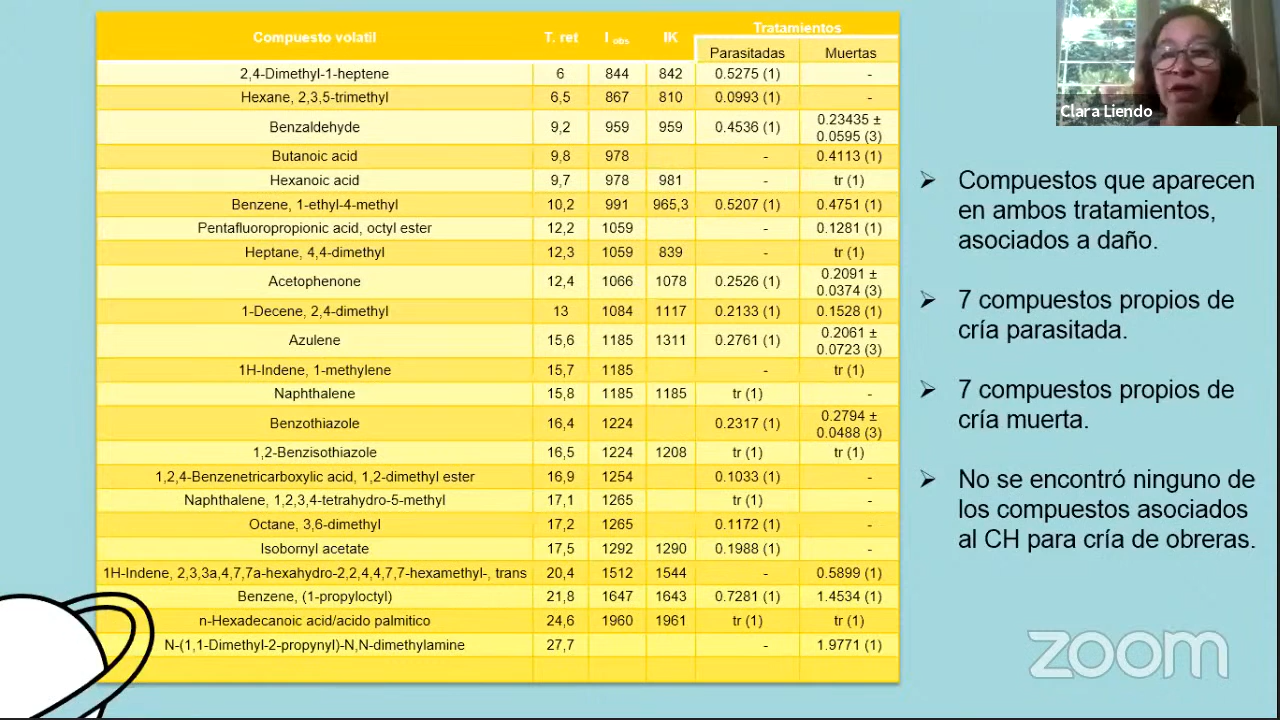 Compuesto volatil T. ret I obs IK Tratamientos
Parasitadas Muertas
2,4-Dimethyl-1-heptene 6 844 842 0.5275 (1) -
Hexane, 2,3,5-trimethyl 6,5 867 810 0.0993 (1) -
Benzaldehyde 9,2 959 959 0.4536 (1) 0.23435 ± 0.0595 (3)
Butanoic acid 9,8 978 - 0.4113 (1)
Hexanoic acid 9,7 978 981 - tr (1)
Benzene, 1-ethyl-4-methyl 10,2 991 965,3 0.5207 (1) 0.4751 (1)
Pentafluoropropionic acid, octyl ester 12,2 1059 - 0.1281 (1)
Heptane, 4,4-dimethyl 12,3 1059 839 - tr (1)
Acetophenone 12,4 1066 1078 0.2526 (1) 0.2091 ± 0.0374 (3)
1-Decene, 2,4-dimethyl 13 1084 1117 0.2133 (1) 0.1528 (1)
Azulene 15,6 1185 1311 0.2761 (1) 0.2061 ± 0.0723 (3)
1H-Indene, 1-methylene 15,7 1185 - tr (1)
Naphthalene 15,8 1185 1185 tr (1) -
Benzothiazole 16,4 1224 0.2317 (1) 0.2794 ± 0.0488 (3)
1,2-Benzisothiazole 16,5 1224 1208 tr (1) tr (1)
1,2,4-Benzenetricarboxylic acid, 1,2-dimethyl ester 16,9 1254 0.1033 (1) -
Naphthalene, 1,2,3,4-tetrahydro-5-methyl 17,1 1265 tr (1) -
Octane, 3,6-dimethyl 17,2 1265 0.1172 (1) -
Isobornyl acetate 17,5 1292 1290 0.1988 (1) -
1H-Indene, 2,3,3a,4,7,7a-hexahydro-2,2,4,4,7,7-hexamethyl-, trans 20,4 1512 1544 - 0.5899 (1)
Benzene, (1-propyloctyl) 21,8 1647 1643 0.7281 (1) 1.4534 (1)
n-Hexadecanoic acid/acido palmitico 24,6 1960 1961 tr (1) tr (1)
N-(1,1-Dimethyl-2-propynyl)-N,N-dimethylamine 27,7 - 1.9771 (1)
Clara Liendo
Compuestos que aparecen
en ambos tratamientos,
asociados a daño.
7 compuestos propios de
cría parasitada.
7 compuestos propios de
cría muerta.
No se encontró ninguno de
los compuestos asociados
al CH para cría de obreras.
zoom